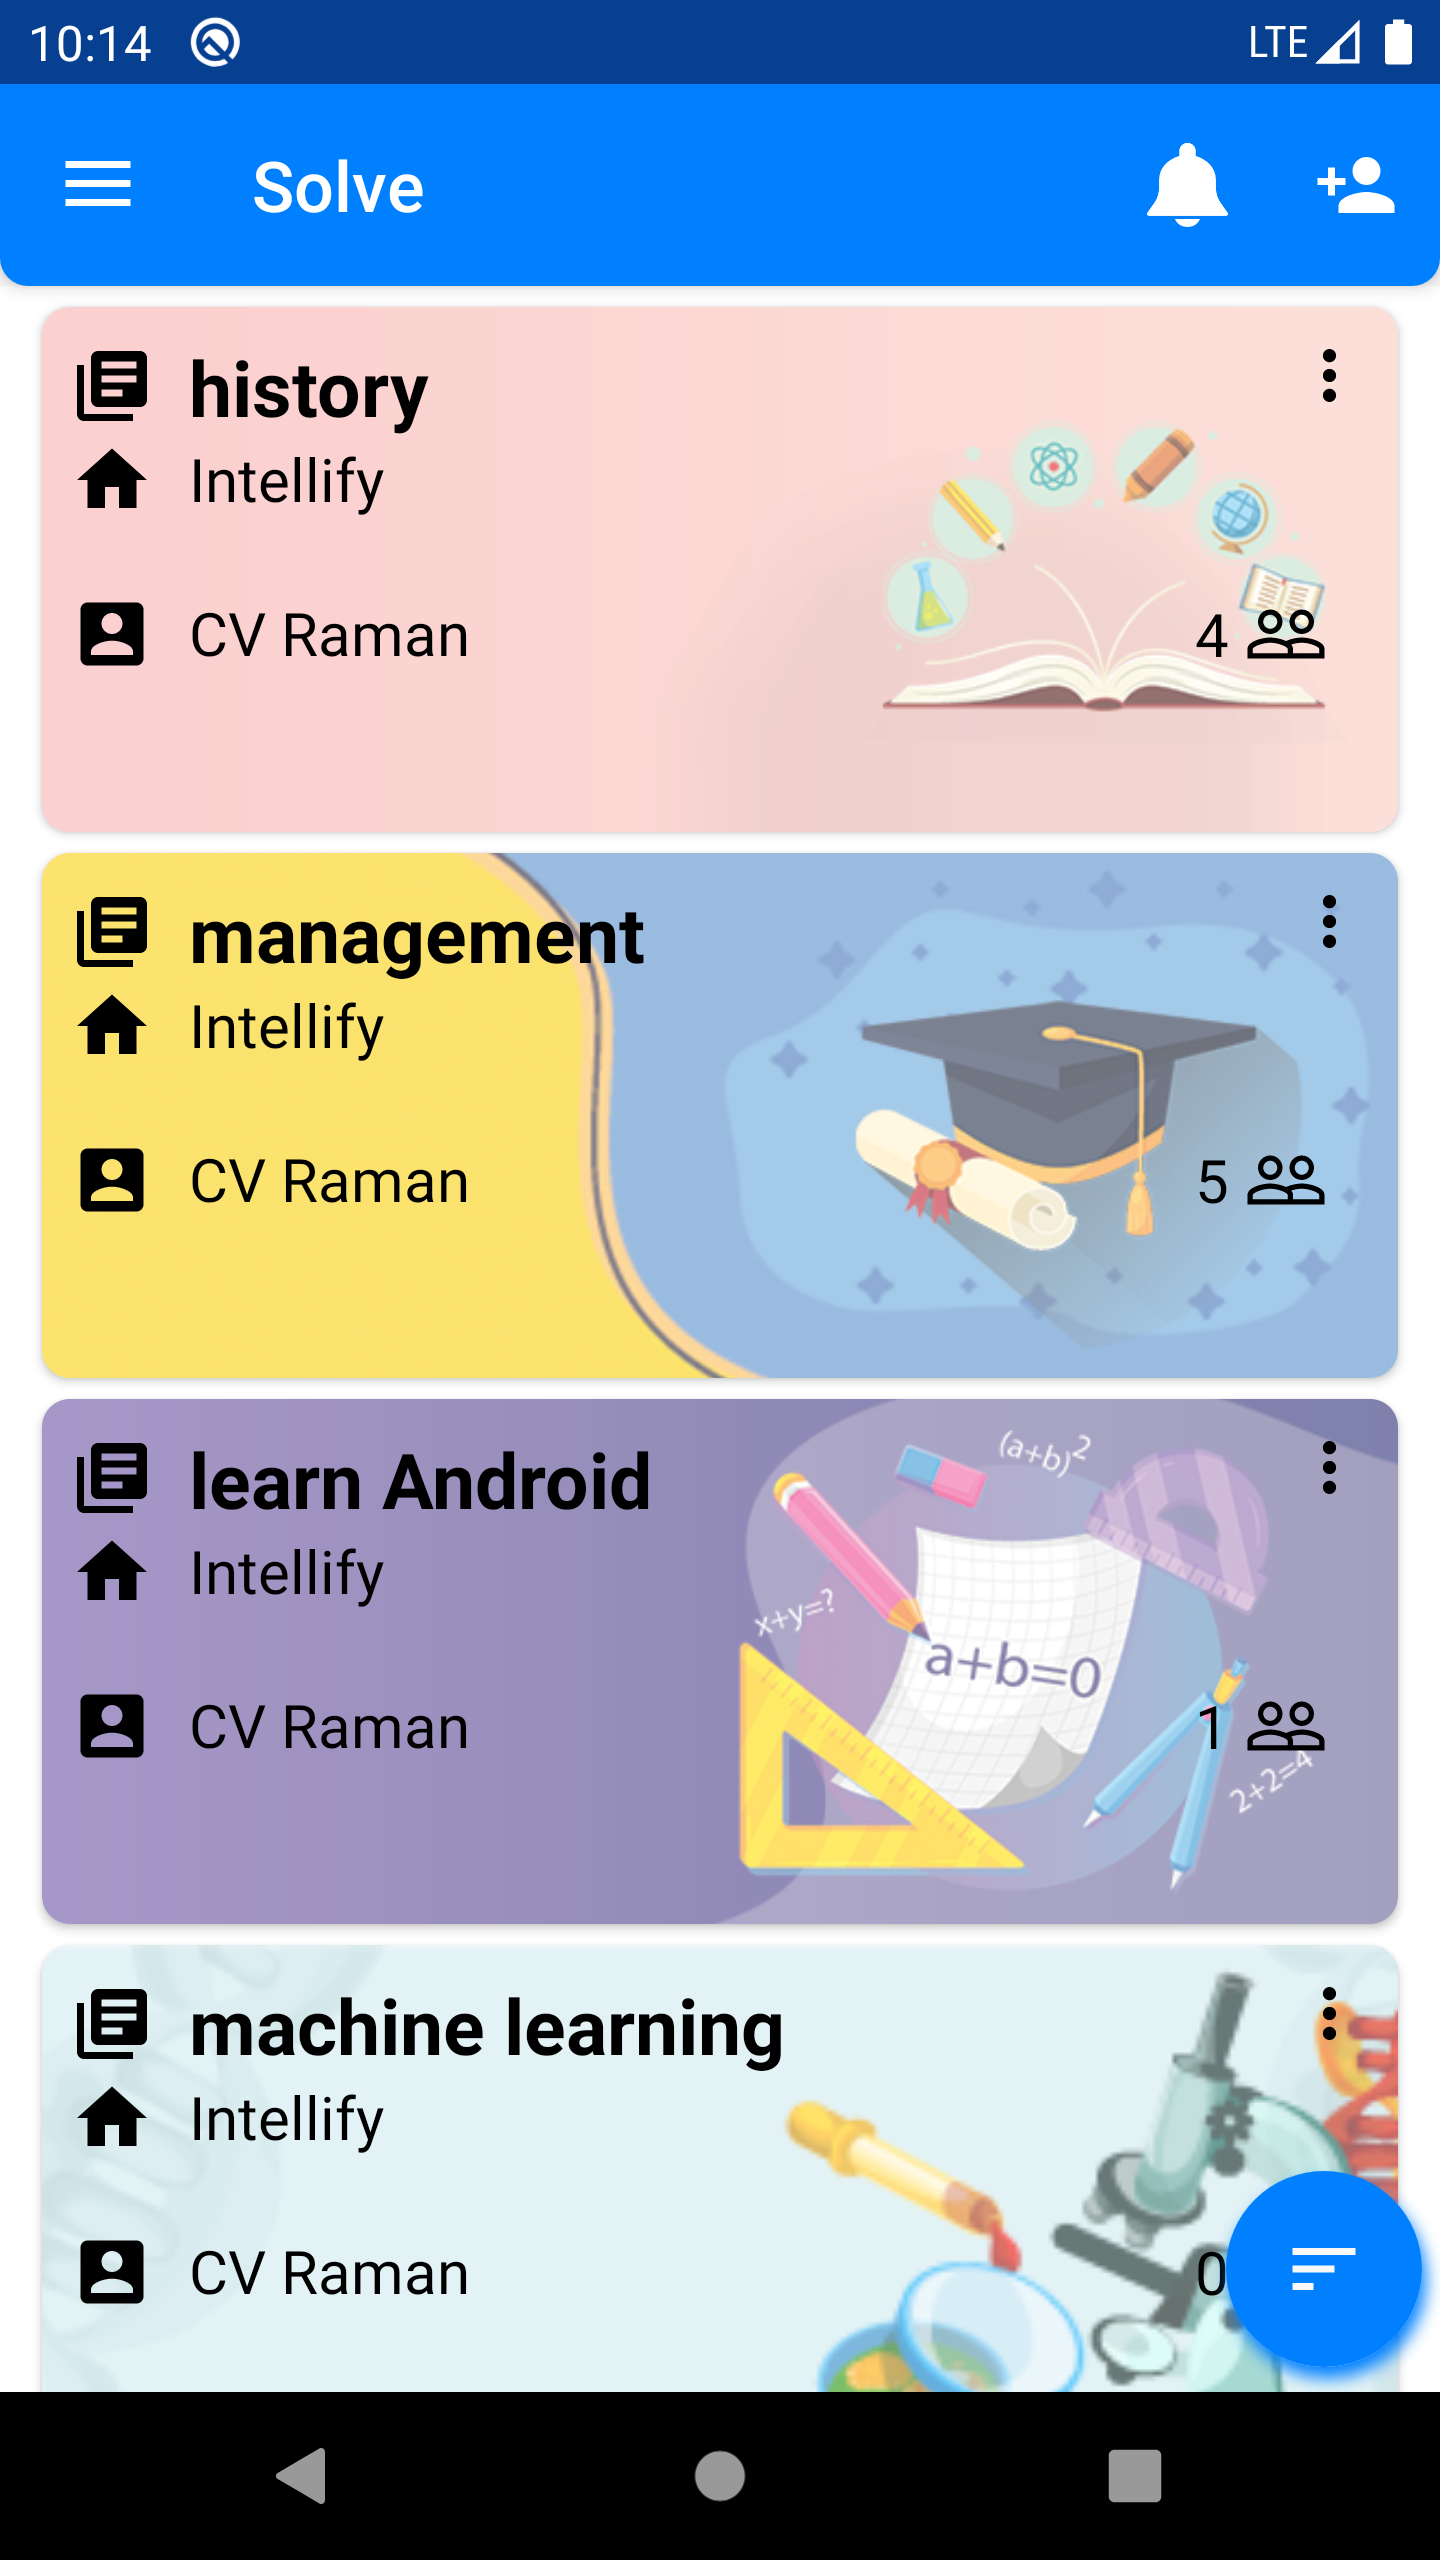 10:14 LTE
Solve
history
Intellify
CV Raman 4
management
Intellify
CV Raman 5
learn Android
(a+b)2
Intellify
x+y=?
a+b=0
CV Raman 1
2+2=4
machine learning
Intellify
CV Raman 0